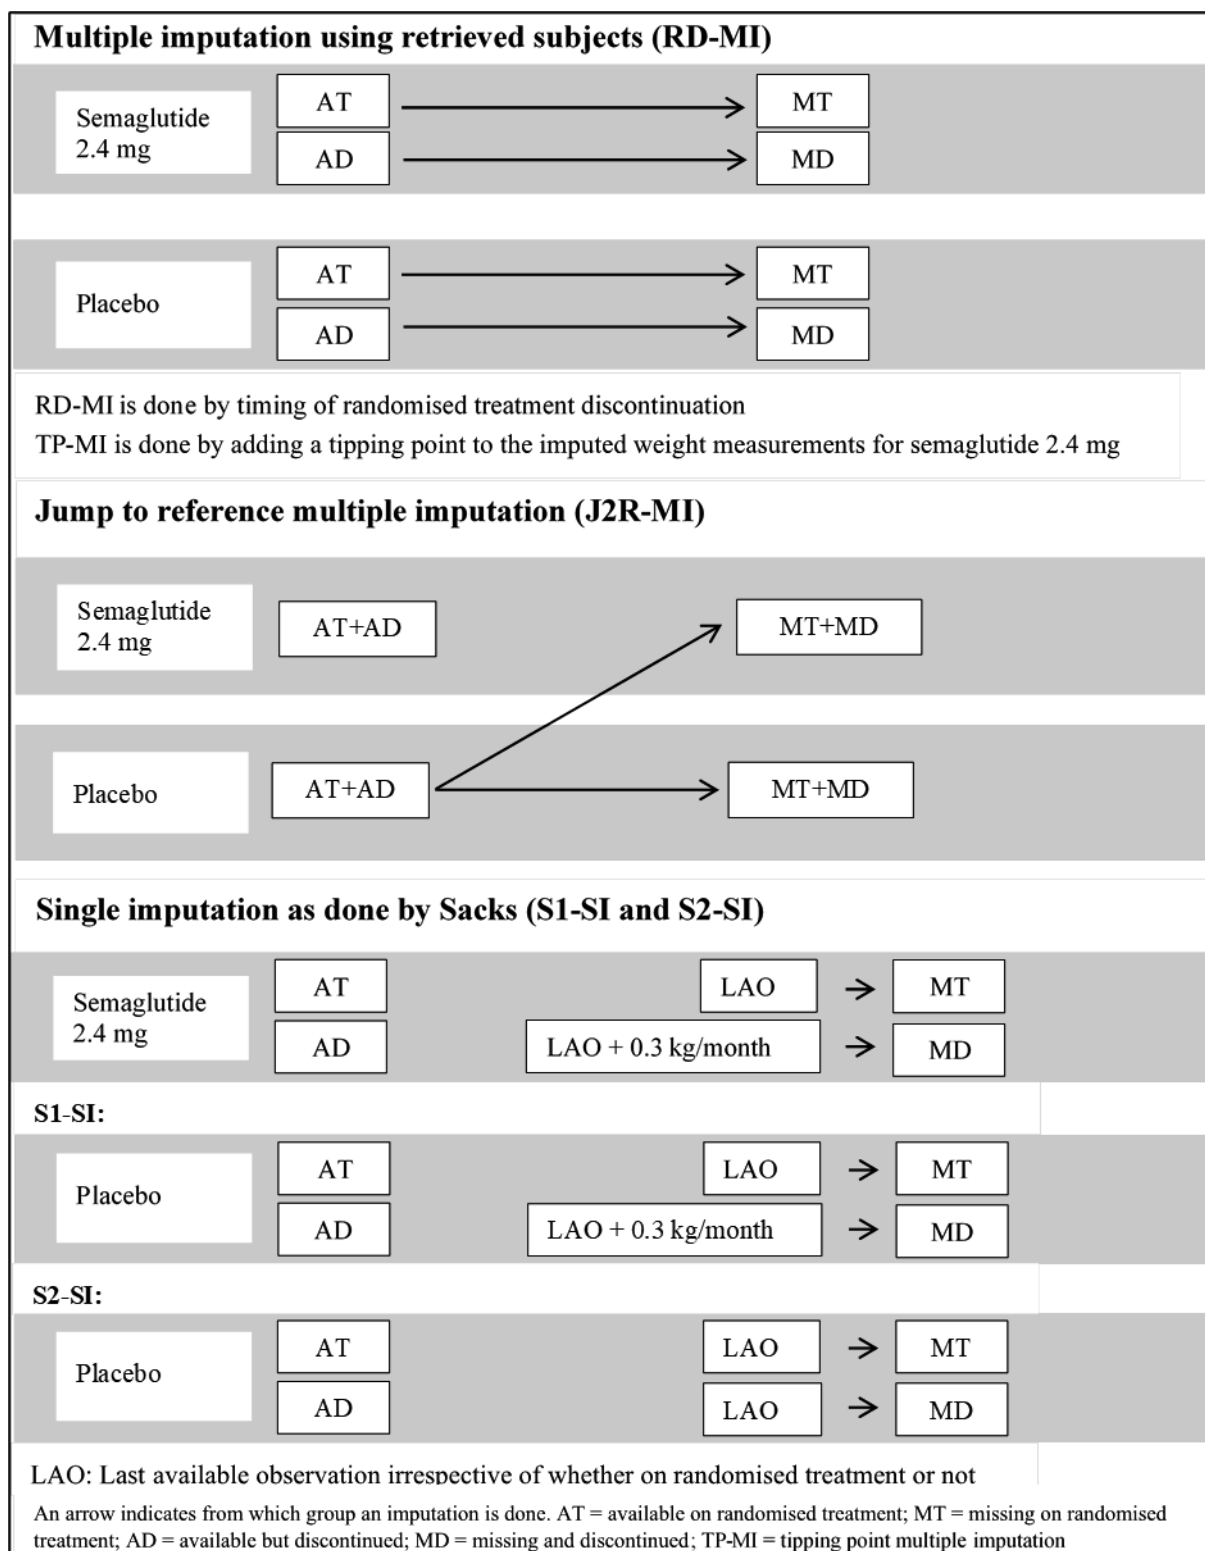 Multiple imputation using retrieved subjects (RD-MI)
Semaglutide
2.4 mg
AT
MT
AD
MD
Placebo
AT
MT
AD
MD
RD-MI is done by timing of randomised treatment discontinuation
TP-MI is done by adding a tipping point to the imputed weight measurements for semaglutide 2.4 mg
Jump to reference multiple imputation (J2R-MI)
Semaglutide
2.4 mg
AT+AD
MT+MD
Placebo
AT+AD
MT+MD
Single imputation as done by Sacks (S1-SI and S2-SI)
Semaglutide
2.4 mg
AT
LAO
MT
AD
LAO + 0.3 kg/month
MD
S1-SI:
Placebo
AT
LAO
MT
AD
LAO + 0.3 kg/month
MD
S2-SI:
Placebo
AT
LAO
MT
AD
LAO
MD
LAO: Last available observation irrespective of whether on randomised treatment or not
An arrow indicates from which group an imputation is done. AT = available on randomised treatment; MT = missing on randomised
treatment; AD = available but discontinued; MD = missing and discontinued; TP-MI = tipping point multiple imputation